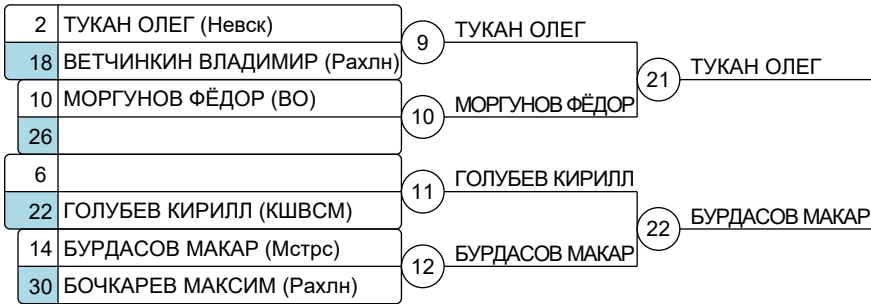 2 ТУКАН ОЛЕГ (Невск)
9 ТУКАН ОЛЕГ
18 ВЕТЧИНКИН ВЛАДИМИР (Рахлн)
21 ТУКАН ОЛЕГ
10 МОРГУНОВ ФЁДОР (ВО)
10 МОРГУНОВ ФЁДОР
26
6
11 ГОЛУБЕВ КИРИЛЛ
22 ГОЛУБЕВ КИРИЛЛ (КШВСМ)
22 БУРДАСОВ МАКАР
14 БУРДАСОВ МАКАР (Мстрс)
12 БУРДАСОВ МАКАР
30 БОЧКАРЕВ МАКСИМ (Рахлн)